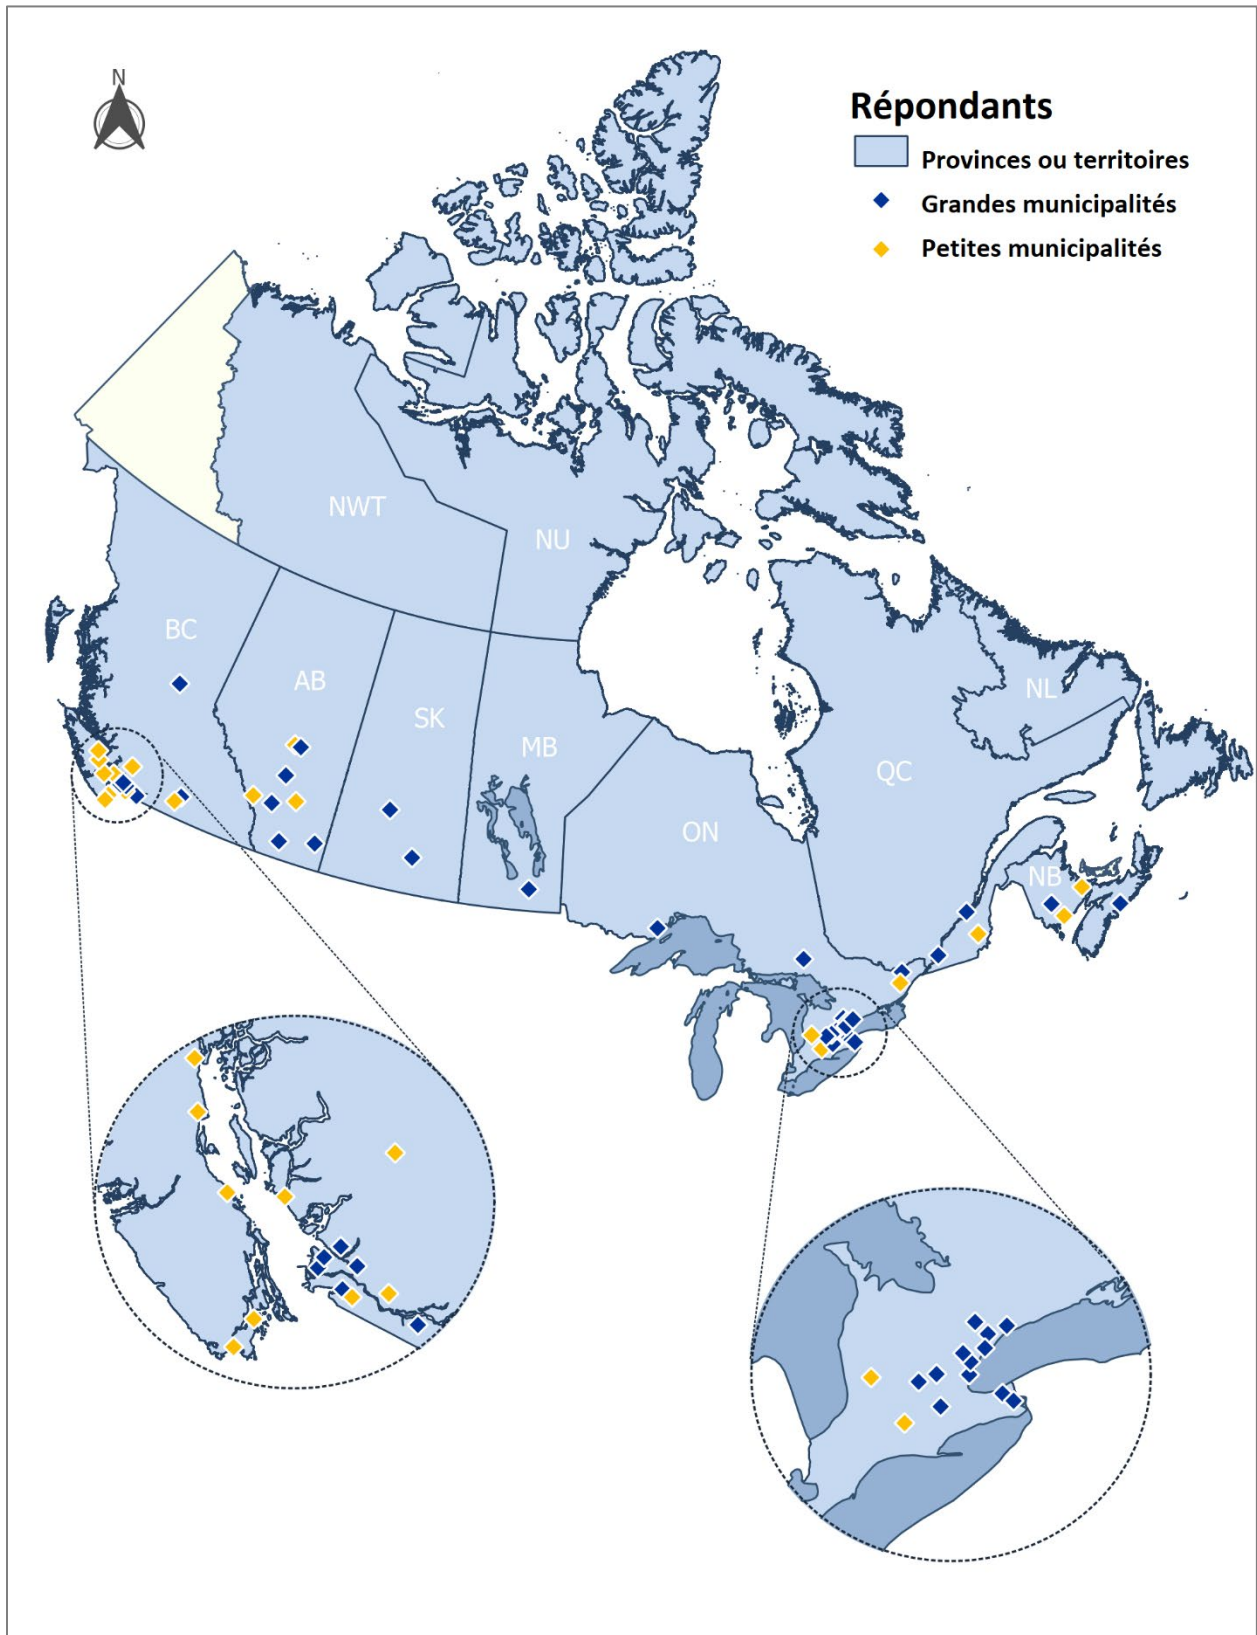 N
Répondants
Provinces ou territoires
Grandes municipalités
Petites municipalités
NWT
NU
BC
AB
SK
MB
NL
QC
ON
NB